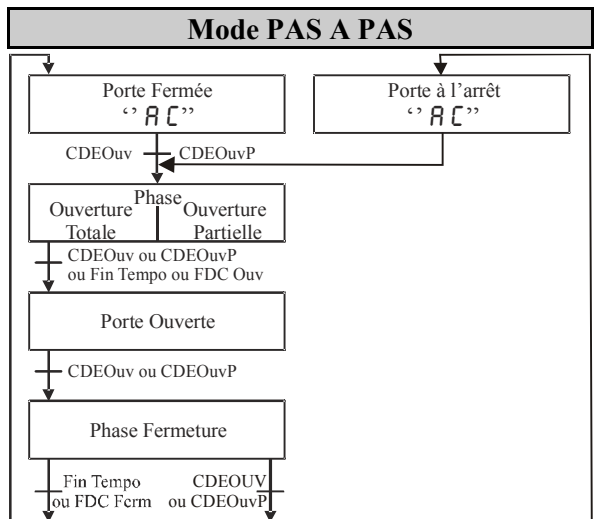 Mode PAS A PAS
Porte Fermée
‘’ AC’’
Porte à l’arrêt
‘’ AC’’
CDEOuv
CDEOuvP
Phase
Ouverture
Totale
Ouverture
Partielle
CDEOuv ou CDEOuvP
ou Fin Tempo ou FDC Ouv
Porte Ouverte
CDEOuv ou CDEOuvP
Phase Fermeture
Fin Tempo
ou FDC Ferm
CDEOUV
ou CDEOuvP